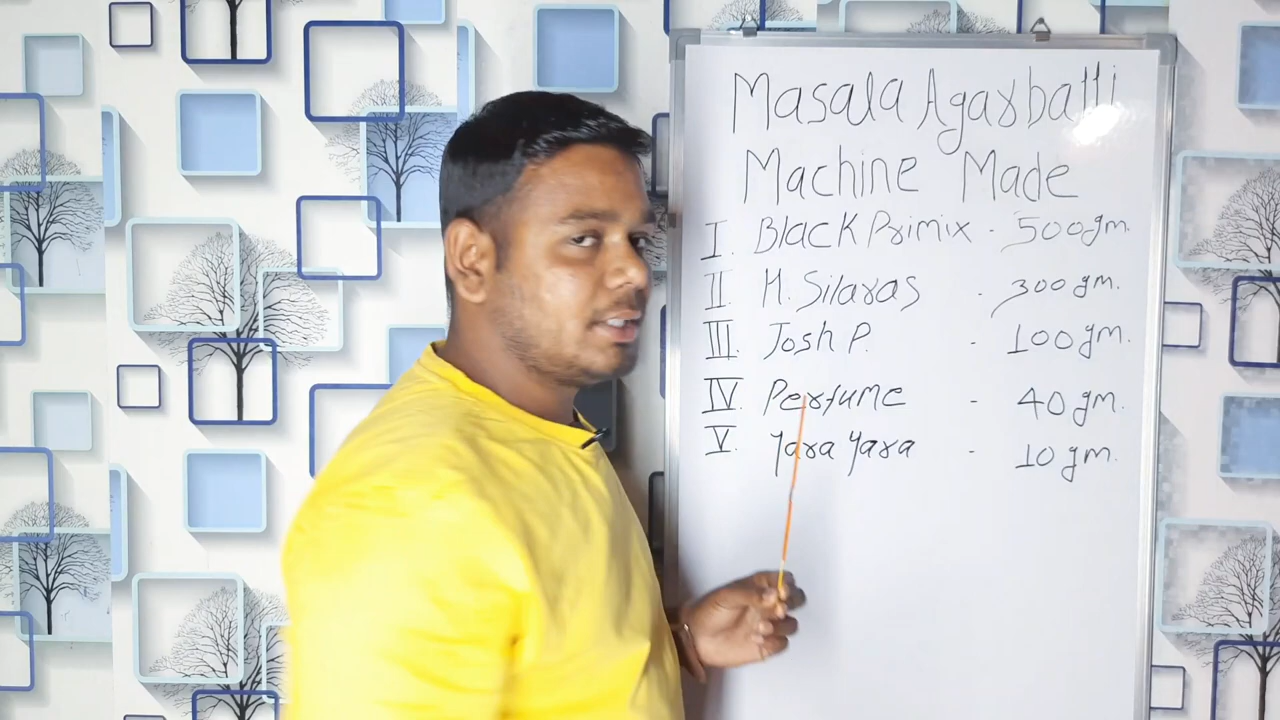 Masala Agarbatti
Machine Made
I. Black Primix - 500gm.
II. H. Silaras - 300gm.
III. Josh P. - 100gm.
IV. Perfume - 40gm.
V. Yara Yara - 10gm.